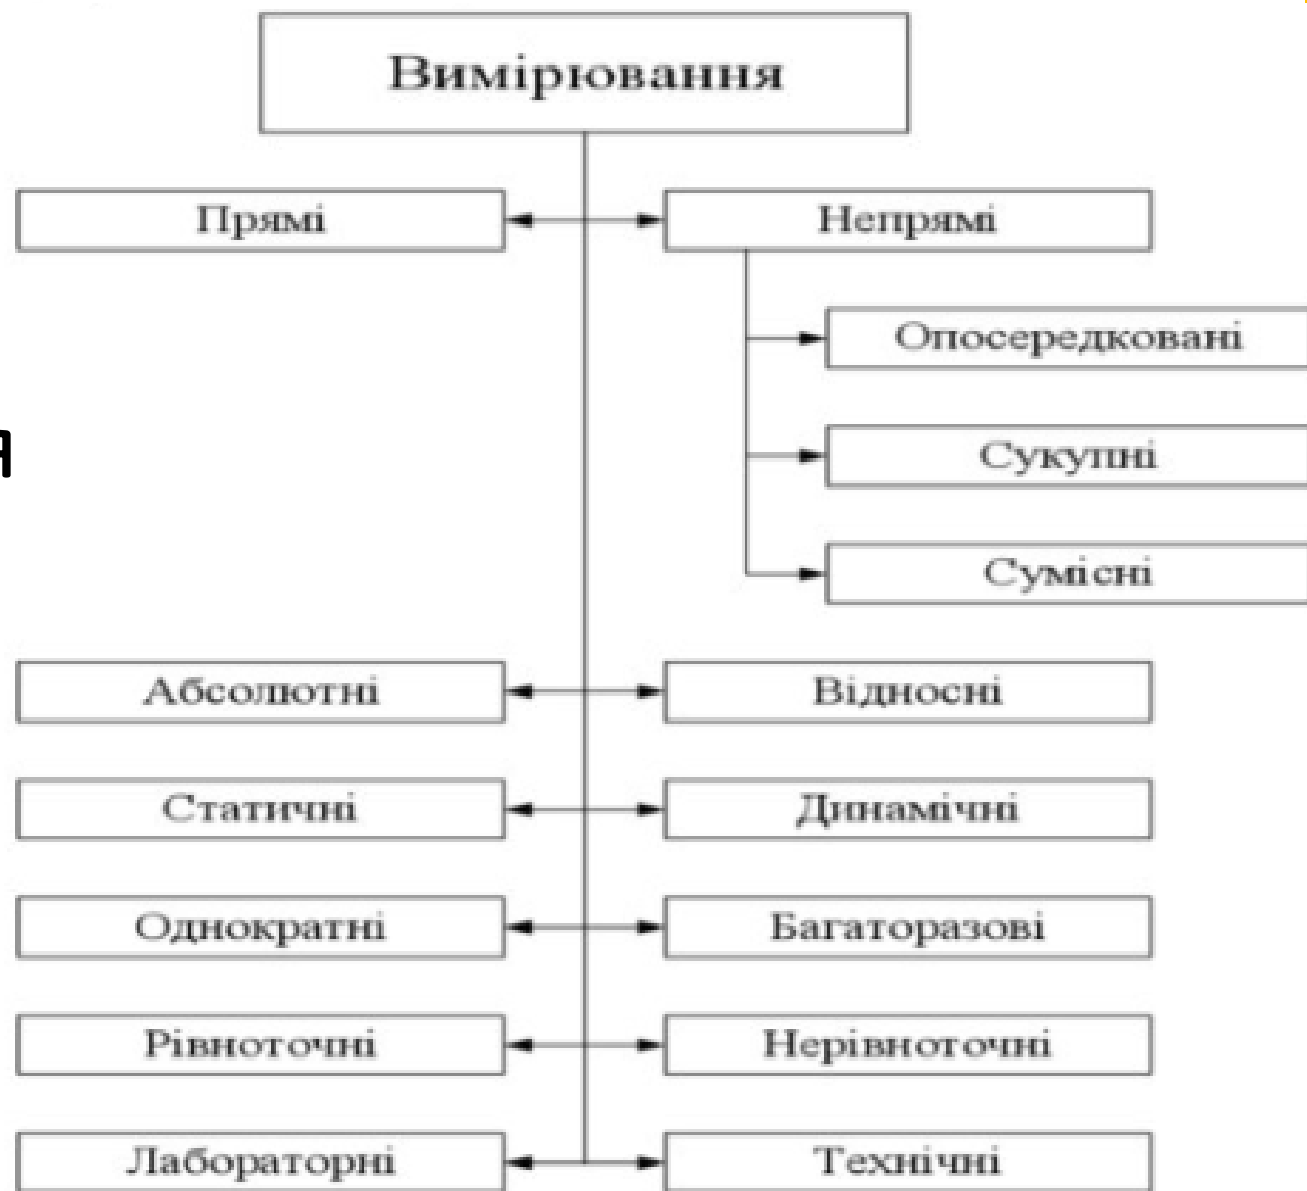 Вимірювання
Прямі
Непрямі
Опосередковані
Сукупні
Сумісні
я
Абсолютні
Відносні
Статичні
Динамічні
Однократні
Багаторазові
Рівноточні
Нерівноточні
Лабораторні
Технічні